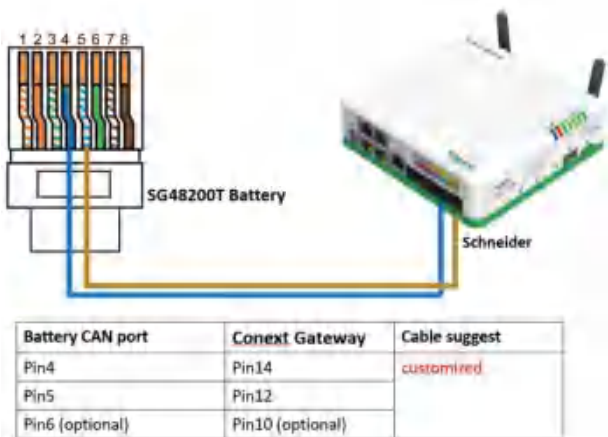 1 2 3 4 5 6 7 8
SG48200T Battery
Schneider
Battery CAN port Conext Gateway Cable suggest
Pin4 Pin14 customired
Pin5 Pin12
Pin6 (optional) Pin10 (optional)